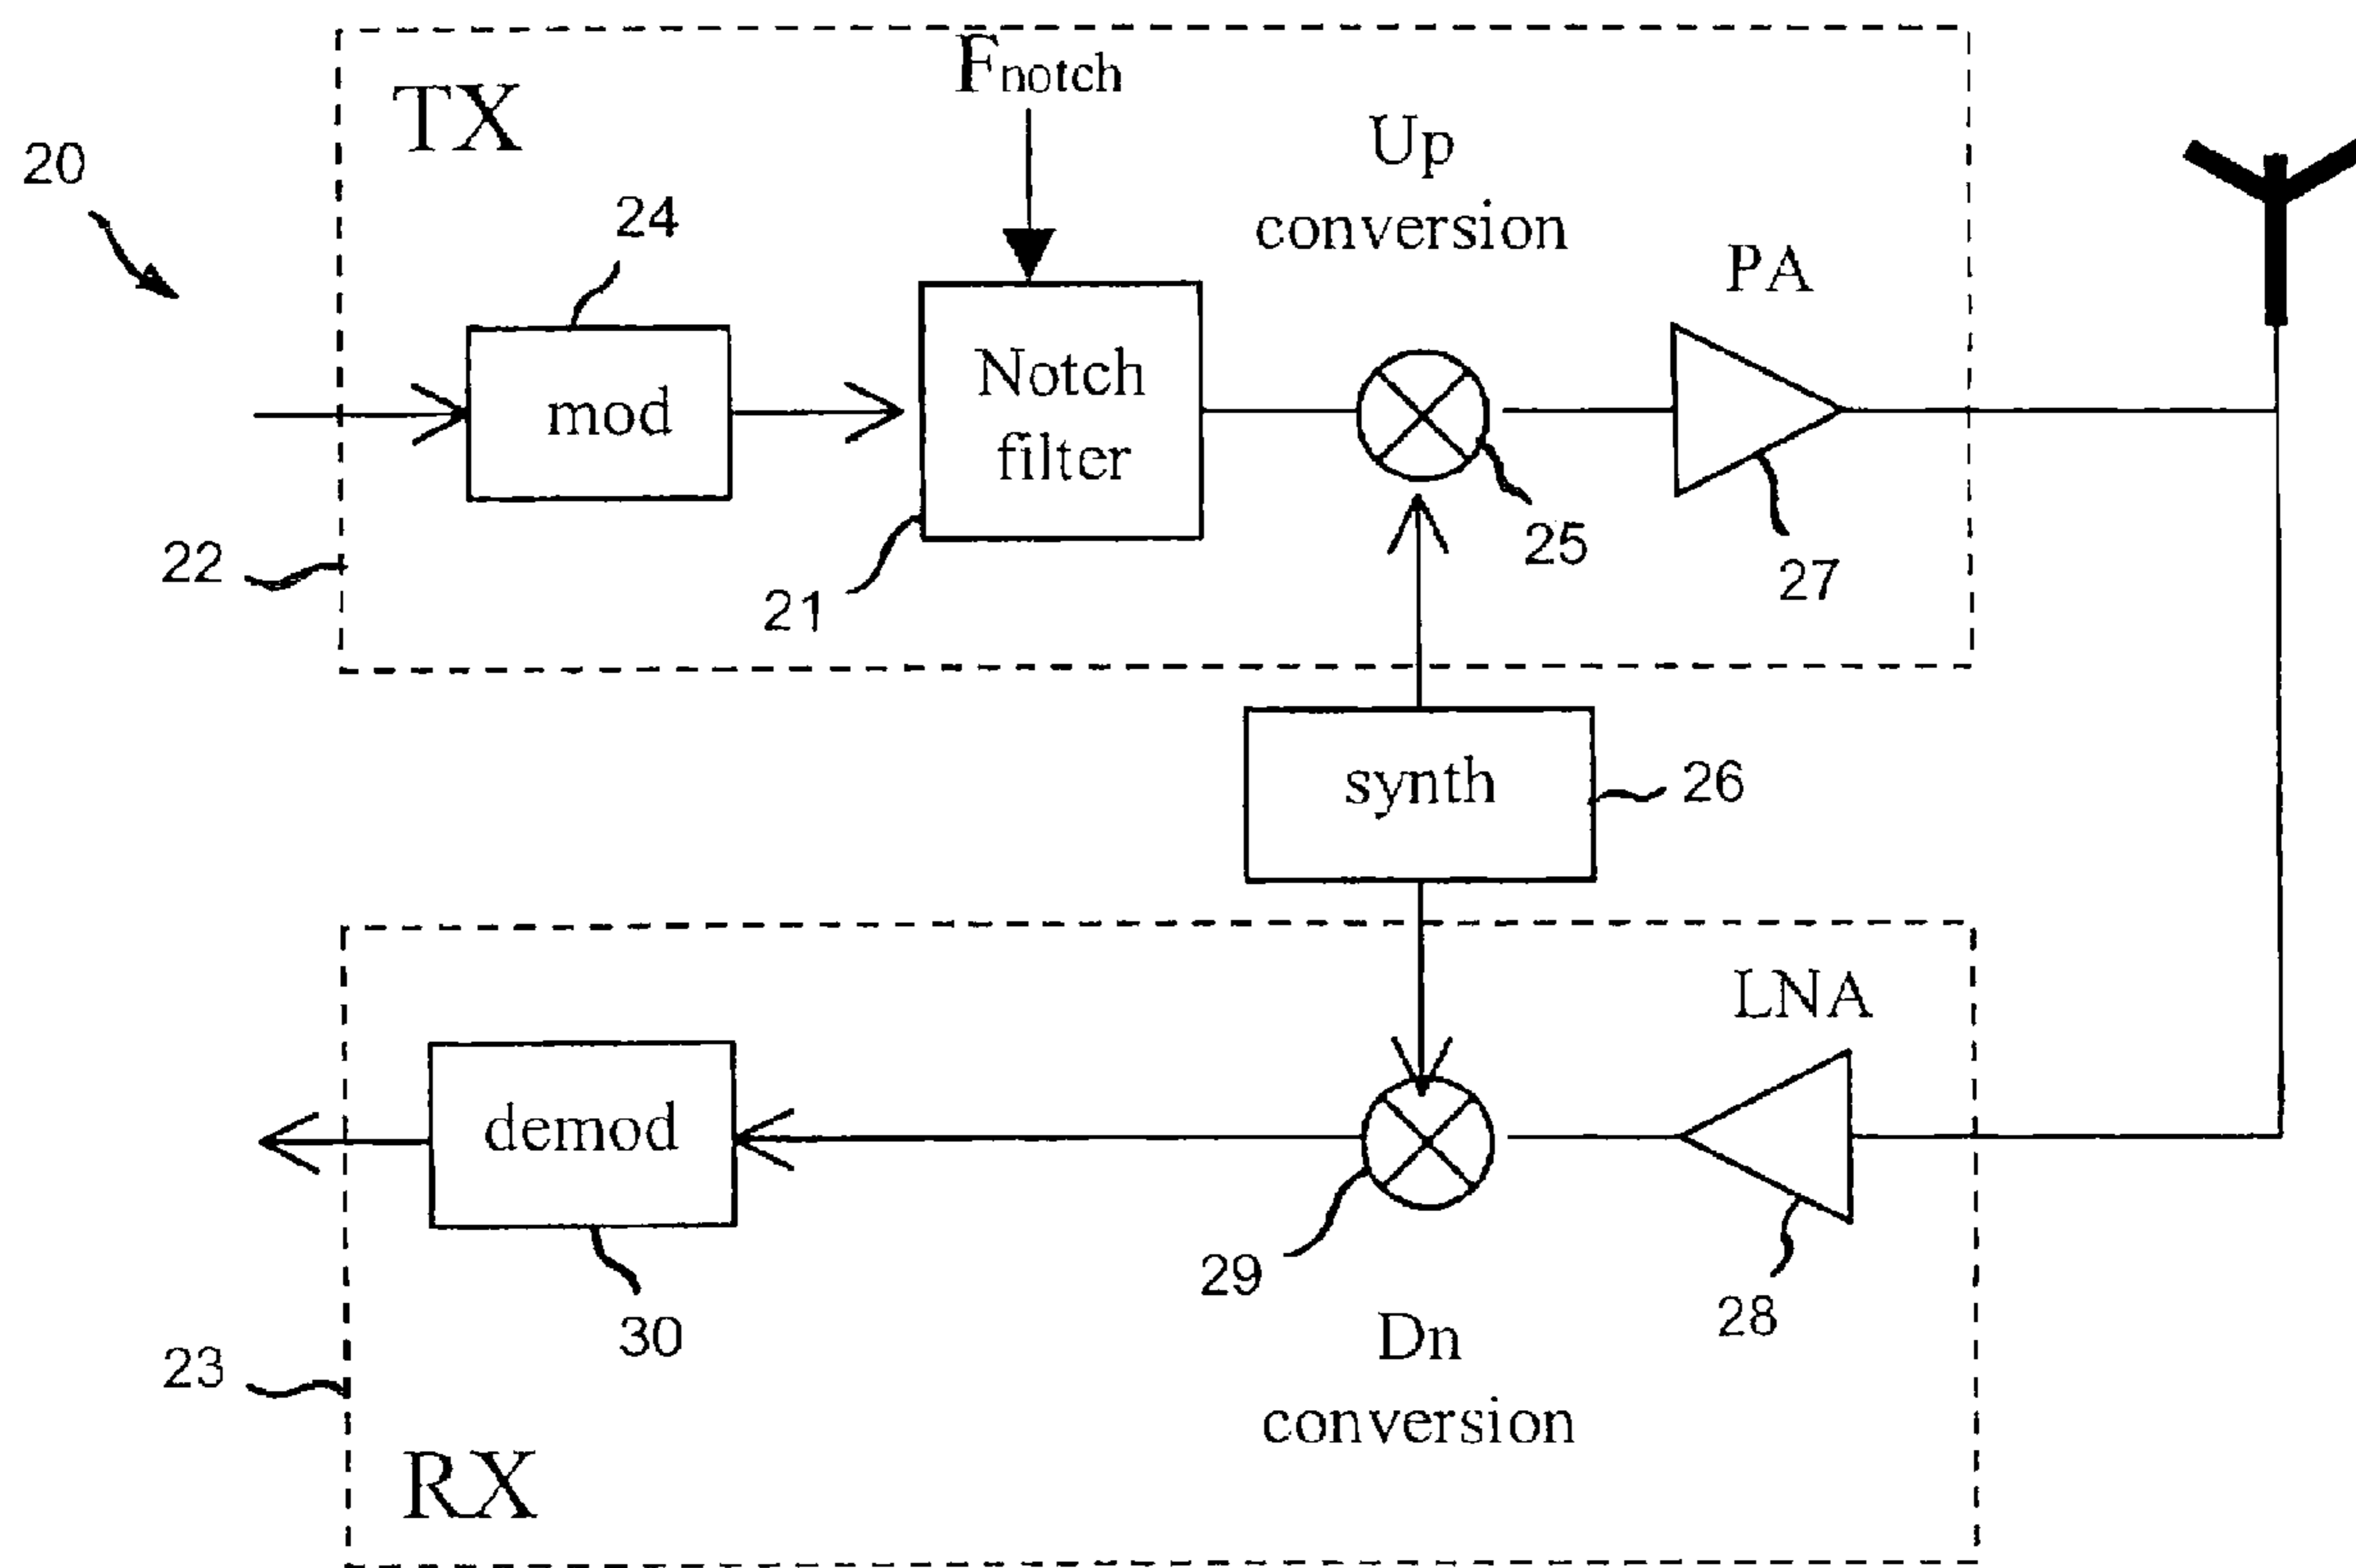 TX
Fnotch
Up
conversion
20
24
PA
mod
Notch
filter
25
22
21
27
synth
26
LNA
demod
29
28
30
Dn
conversion
23
RX